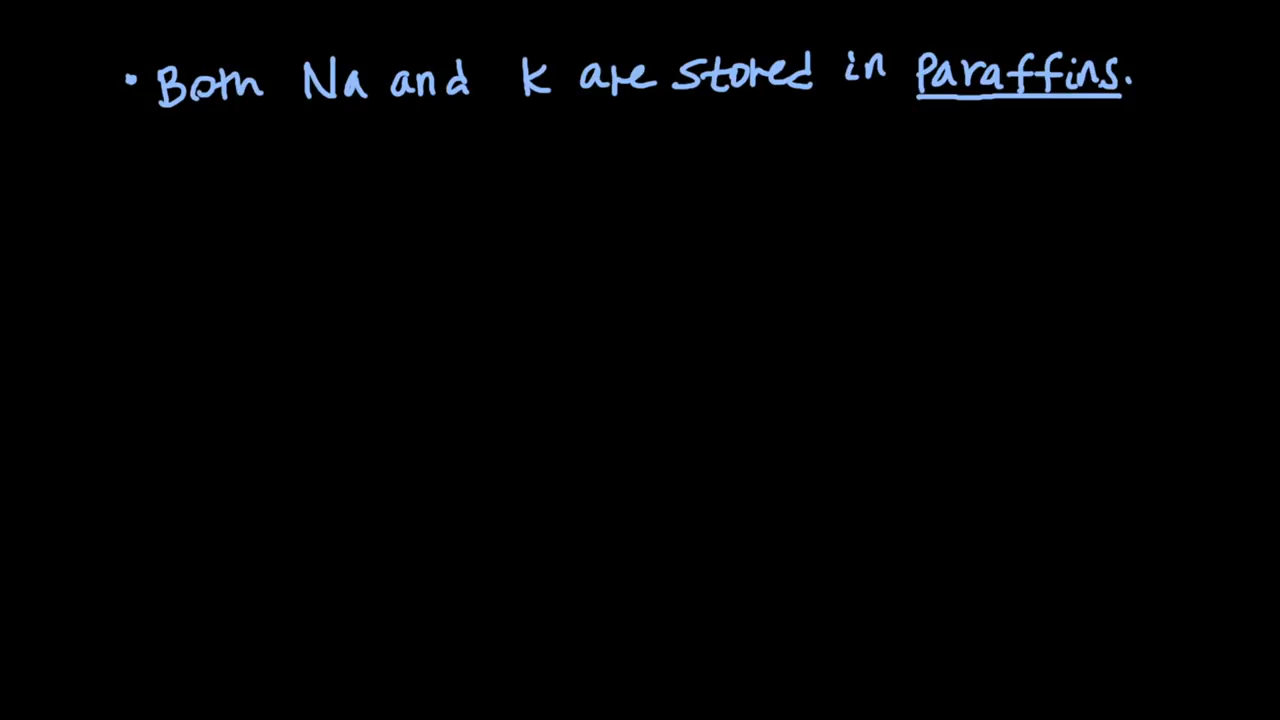 • Both Na and K are stored in Paraffins.